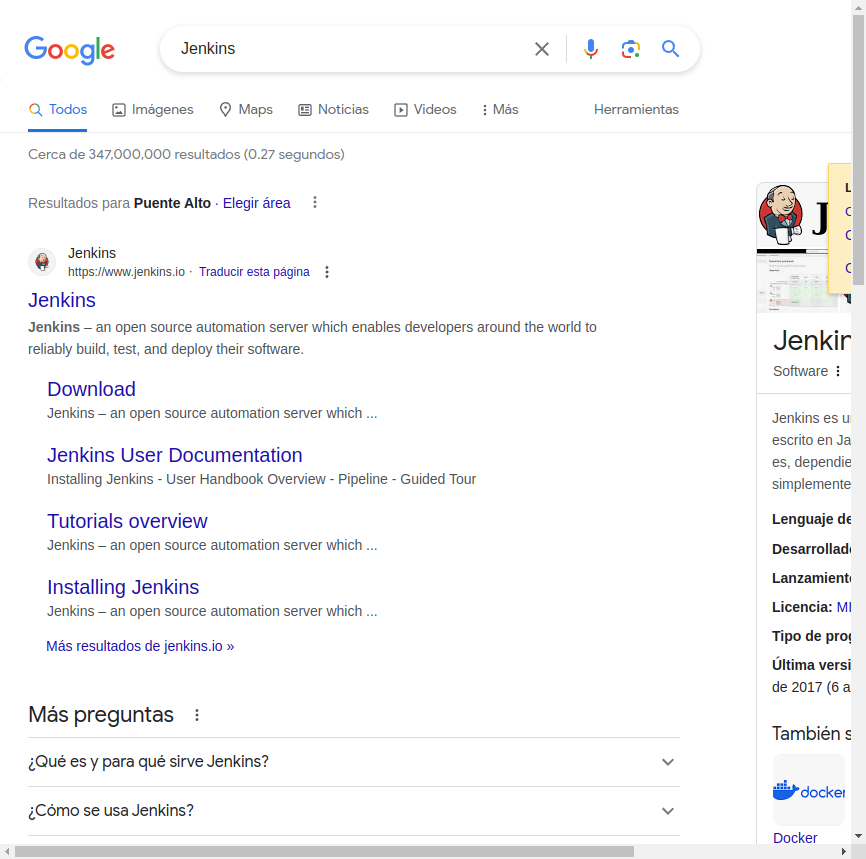 Google
Jenkins
Todos
Imágenes
Maps
Noticias
Videos
Más
Herramientas
Cerca de 347,000,000 resultados (0.27 segundos)
Resultados para Puente Alto · Elegir área
Jenkins
https://www.jenkins.io · Traducir esta página
Jenkins
Jenkins – an open source automation server which enables developers around the world to
reliably build, test, and deploy their software.
Download
Jenkins – an open source automation server which ...
Jenkins User Documentation
Installing Jenkins - User Handbook Overview - Pipeline - Guided Tour
Tutorials overview
Jenkins – an open source automation server which ...
Installing Jenkins
Jenkins – an open source automation server which ...
Más resultados de jenkins.io »
Más preguntas
¿Qué es y para qué sirve Jenkins?
¿Cómo se usa Jenkins?
Jenkin
Software
Jenkins es u
escrito en Ja
es, dependie
simplemente
Lenguaje de
Desarrollad
Lanzamient
Licencia: MI
Tipo de prog
Última versi
de 2017 (6 a
También s
docker
Docker